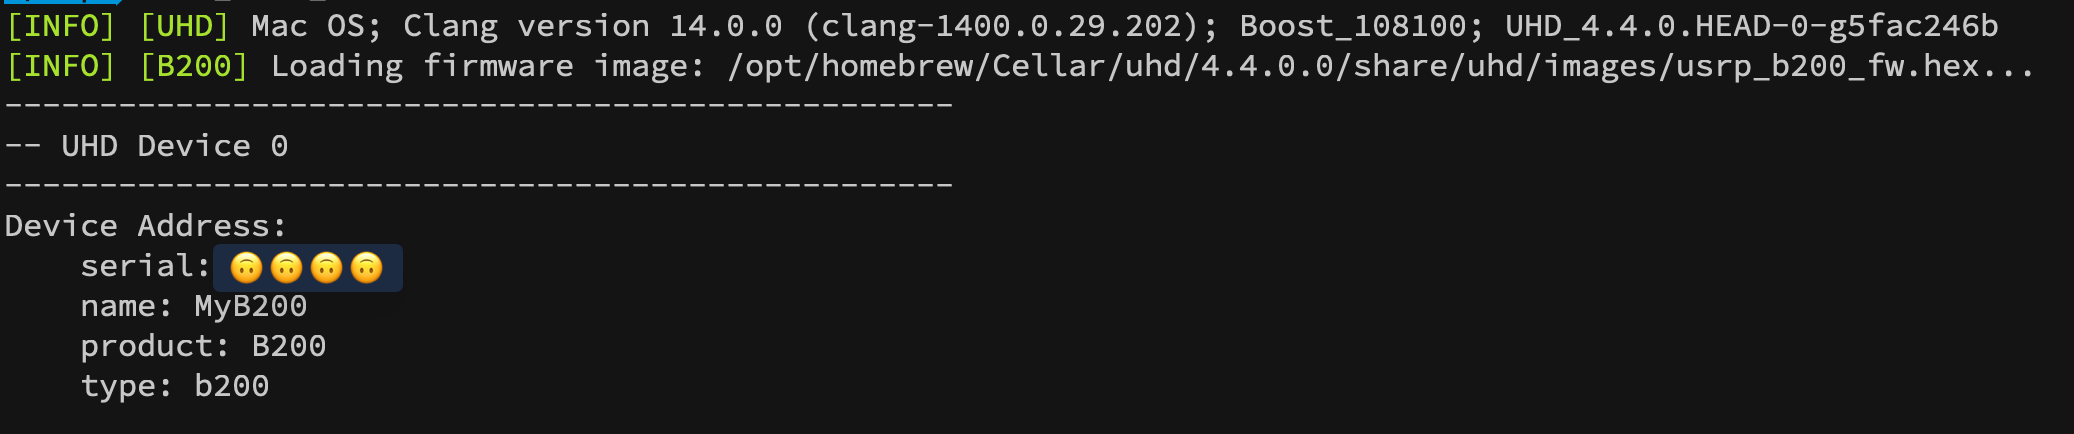 [INFO] [UHD] Mac OS; Clang version 14.0.0 (clang-1400.0.29.202); Boost_108100; UHD_4.4.0.HEAD-0-g5fac246b
[INFO] [B200] Loading firmware image: /opt/homebrew/Cellar/uhd/4.4.0.0/share/uhd/images/usrp_b200_fw.hex...
--------------------------------------------------
-- UHD Device 0
--------------------------------------------------
Device Address:
    serial: 🙃🙃🙃🙃
    name: MyB200
    product: B200
    type: b200